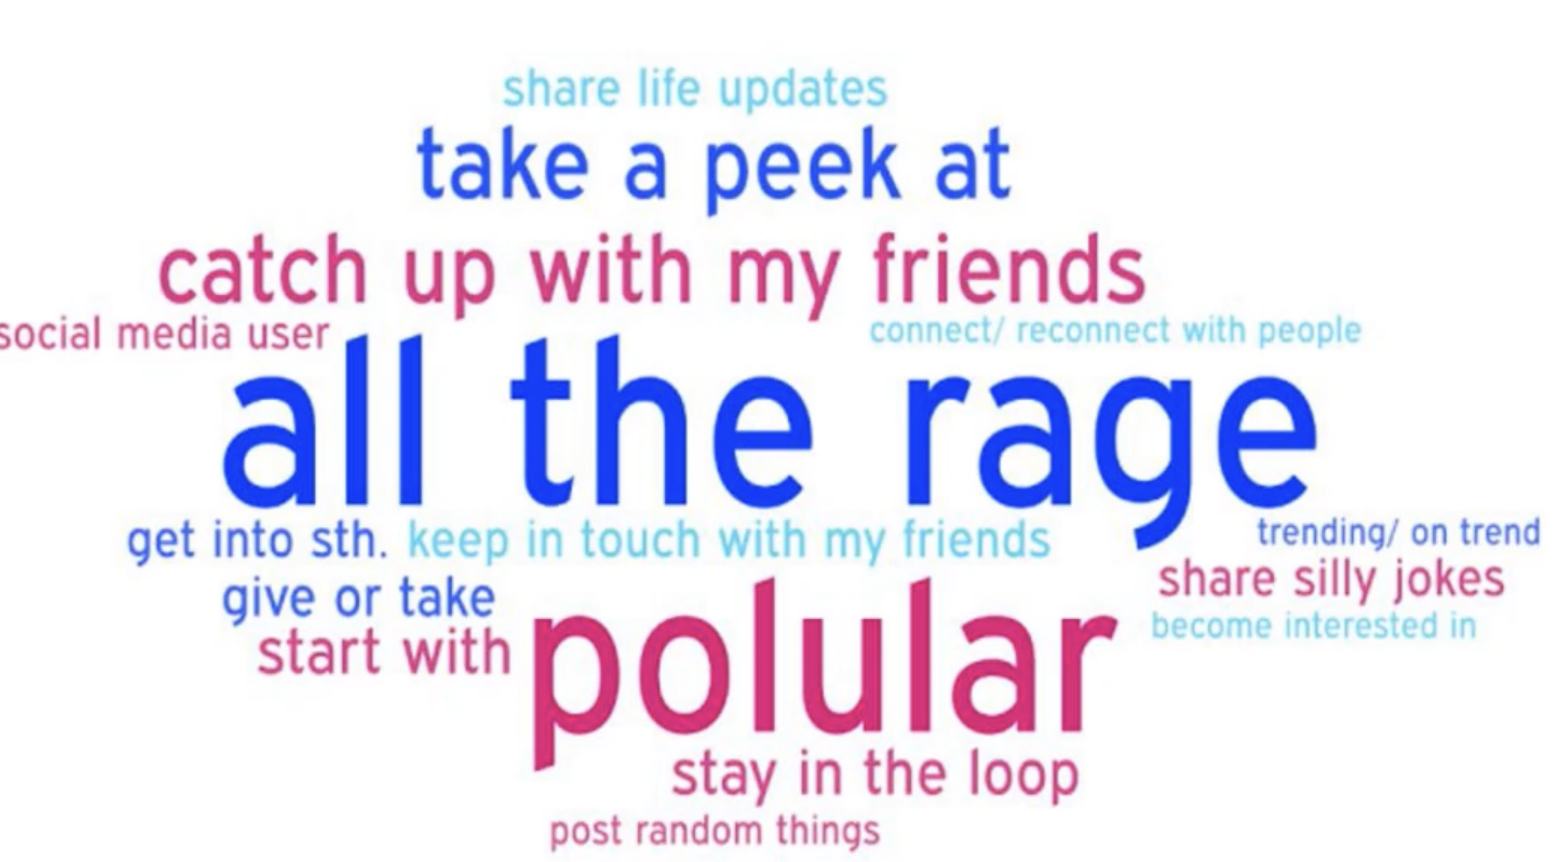 share life updates
take a peek at
catch up with my friends
social media user
connect/ reconnect with people
all the rage
get into sth.
keep in touch with my friends
trending/ on trend
share silly jokes
give or take
become interested in
start with
polular
stay in the loop
post random things